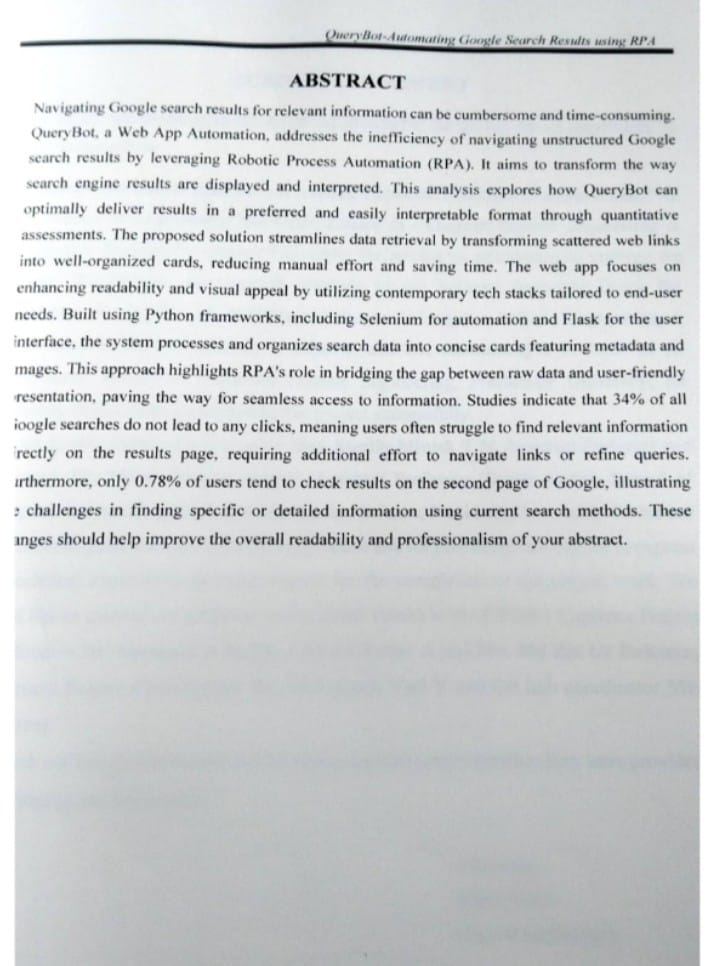 QueryBot-Automating Google Search Results using RPA
ABSTRACT
Navigating Google search results for relevant information can be cumbersome and time-consuming.
QueryBot, a Web App Automation, addresses the inefficiency of navigating unstructured Google
search results by leveraging Robotic Process Automation (RPA). It aims to transform the way
search engine results are displayed and interpreted. This analysis explores how QueryBot can
optimally deliver results in a preferred and easily interpretable format through quantitative
assessments. The proposed solution streamlines data retrieval by transforming scattered web links
into well-organized cards, reducing manual effort and saving time. The web app focuses on
enhancing readability and visual appeal by utilizing contemporary tech stacks tailored to end-user
needs. Built using Python frameworks, including Selenium for automation and Flask for the user
interface, the system processes and organizes search data into concise cards featuring metadata and
mages. This approach highlights RPA's role in bridging the gap between raw data and user-friendly
resentation, paving the way for seamless access to information. Studies indicate that 34% of all
oogle searches do not lead to any clicks, meaning users often struggle to find relevant information
rectly on the results page, requiring additional effort to navigate links or refine queries.
rthermore, only 0.78% of users tend to check results on the second page of Google, illustrating
e challenges in finding specific or detailed information using current search methods. These
anges should help improve the overall readability and professionalism of your abstract.